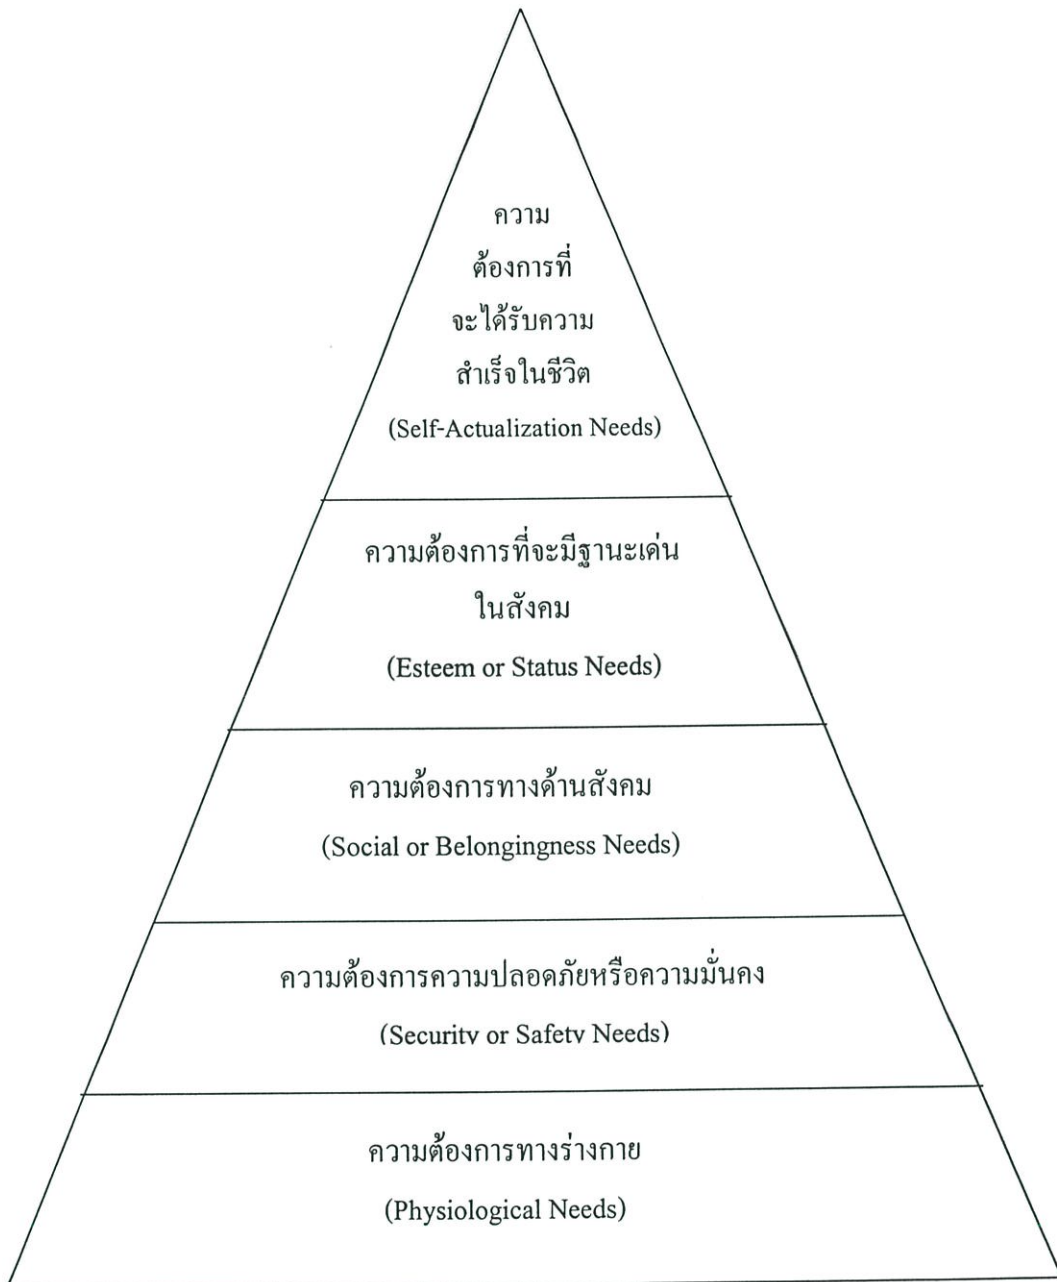 ความ
ต้องการที่
จะได้รับความ
สำเร็จในชีวิต
(Self-Actualization Needs)
ความต้องการที่จะมีฐานะเด่น
ในสังคม
(Esteem or Status Needs)
ความต้องการทางด้านสังคม
(Social or Belongingness Needs)
ความต้องการความปลอดภัยหรือความมั่นคง
(Security or Safety Needs)
ความต้องการทางร่างกาย
(Physiological Needs)